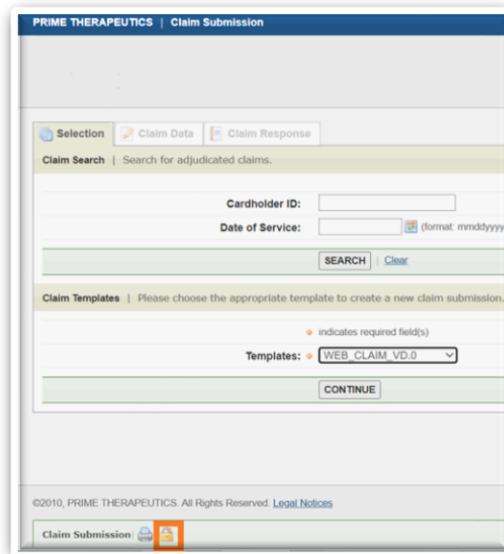 PRIME THERAPEUTICS | Claim Submission
Selection
Claim Data
Claim Response
Claim Search | Search for adjudicated claims.
Cardholder ID:
Date of Service:
(format: mmddyyyy
SEARCH | Clear
Claim Templates | Please choose the appropriate template to create a new claim submission.
indicates required field(s)
Templates:
WEB_CLAIM_VD.0
CONTINUE
©2010, PRIME THERAPEUTICS. All Rights Reserved. Legal Notices
Claim Submission